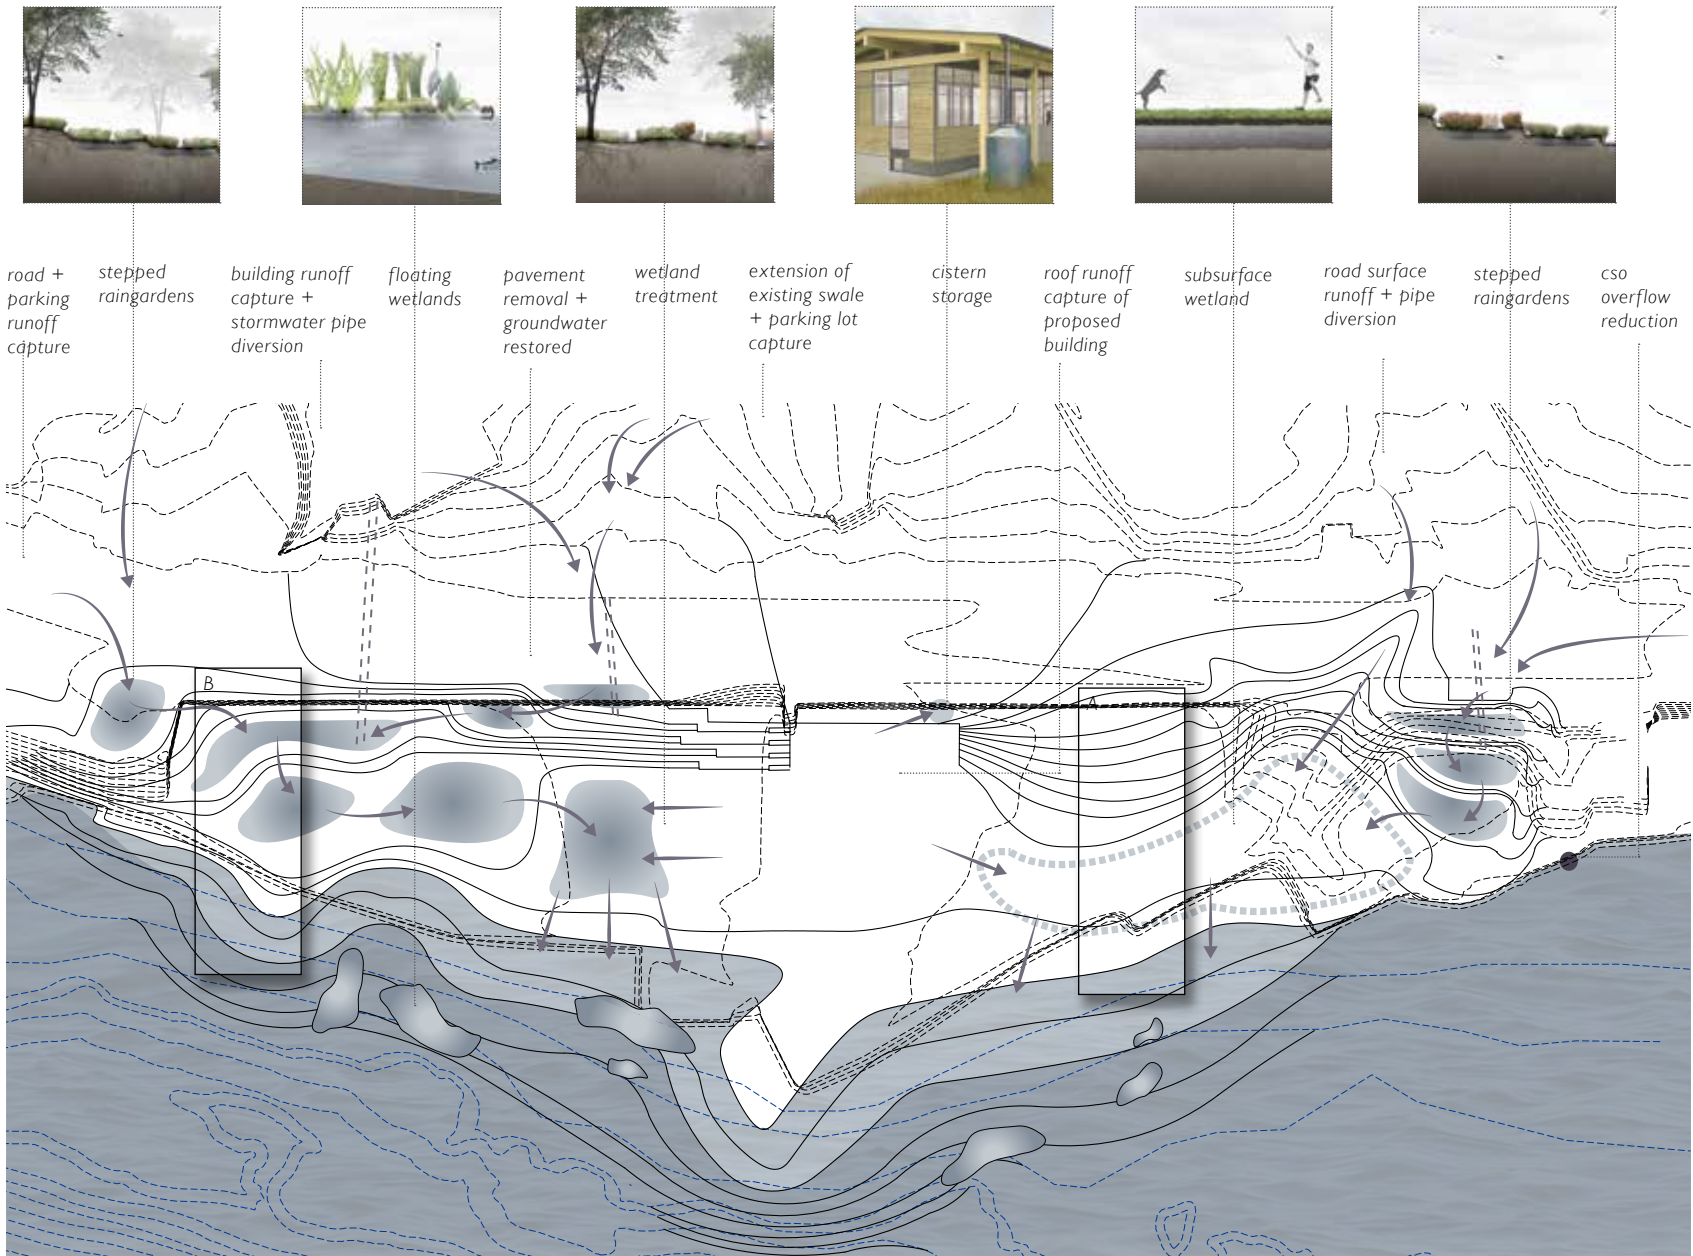 road +
parking
runoff
capture
stepped
raingardens
building runoff
capture +
stormwater pipe
diversion
floating
wetlands
pavement
removal +
groundwater
restored
wetland
treatment
extension of
existing swale
+ parking lot
capture
cistern
storage
roof runoff
capture of
proposed
building
subsurface
wetland
road surface
runoff + pipe
diversion
stepped
raingardens
cso
overflow
reduction
B
A